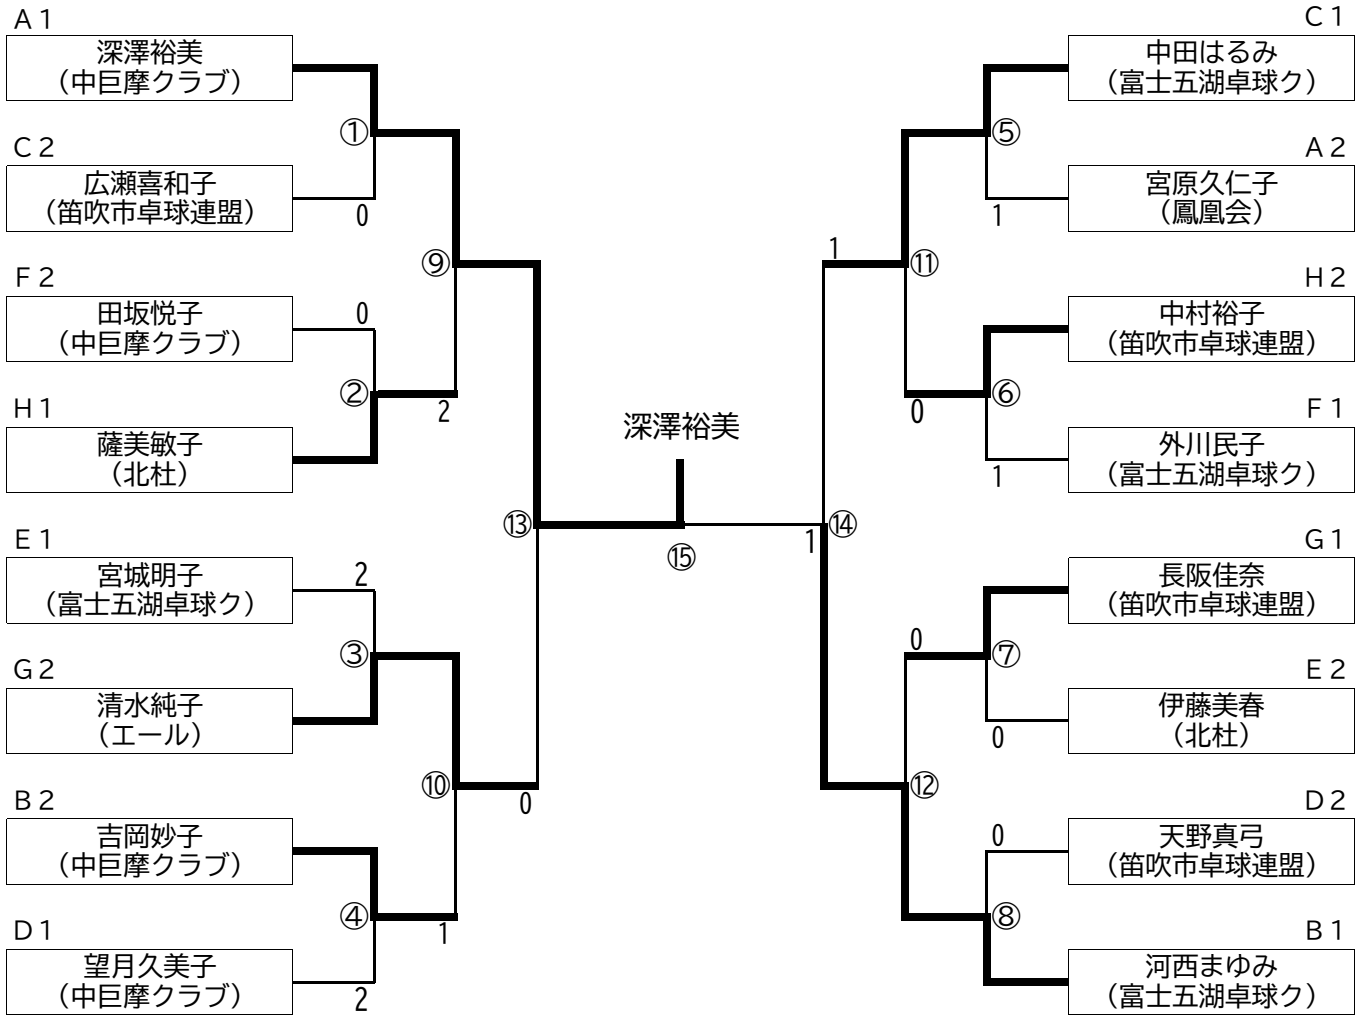 A1
深澤裕美
（中巨摩クラブ）
C2
広瀬喜和子
（笛吹市卓球連盟）
①
0
F2
田坂悦子
（中巨摩クラブ）
0
H1
薩美敏子
（北杜）
②
⑨
2
E1
宮城明子
（富士五湖卓球ク）
2
G2
清水純子
（エール）
③
B2
吉岡妙子
（中巨摩クラブ）
D1
望月久美子
（中巨摩クラブ）
④
2
⑩
1
⑬
0
深澤裕美
⑮
1
⑭
1
⑪
0
0
⑫
C1
中田はるみ
（富士五湖卓球ク）
A2
宮原久仁子
（鳳凰会）
⑤
1
H2
中村裕子
（笛吹市卓球連盟）
F1
外川民子
（富士五湖卓球ク）
⑥
1
G1
長阪佳奈
（笛吹市卓球連盟）
E2
伊藤美春
（北杜）
⑦
0
D2
天野真弓
（笛吹市卓球連盟）
0
B1
河西まゆみ
（富士五湖卓球ク）
⑧